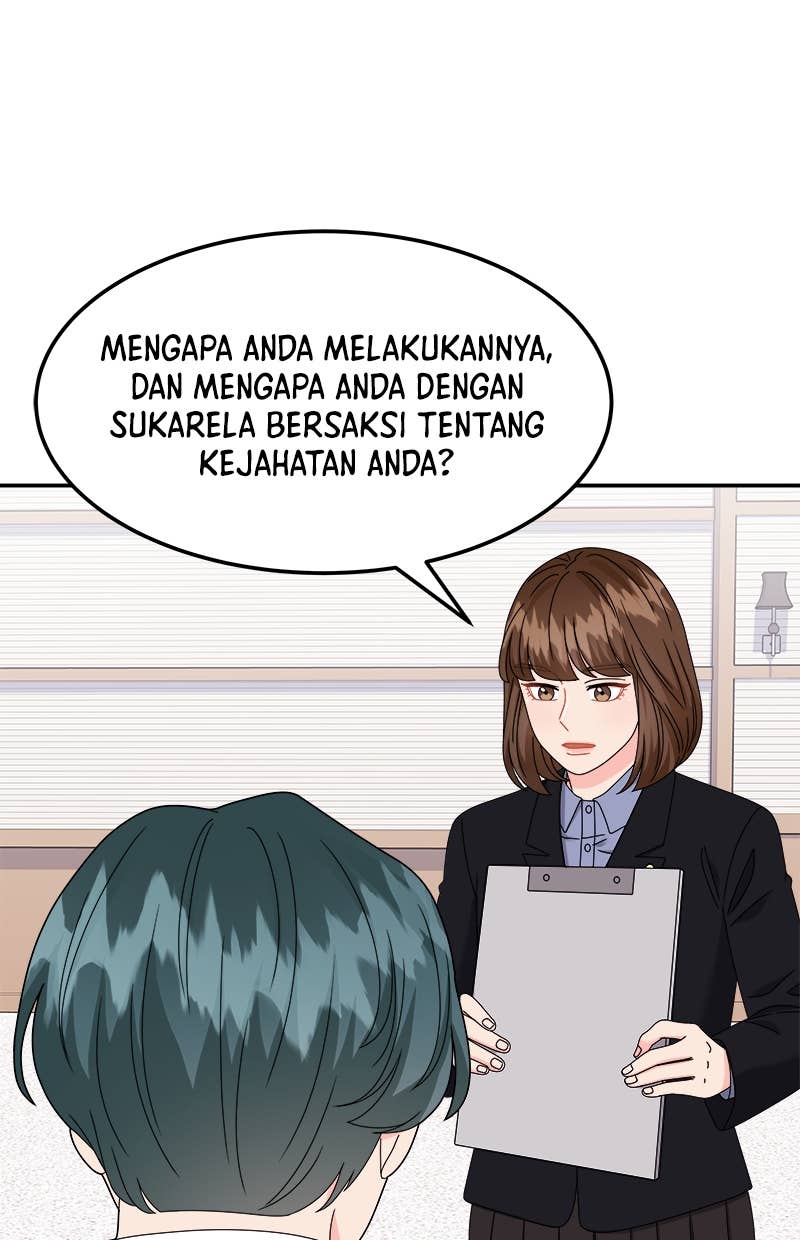 MENGAPA ANDA MELAKUKANNYA,
DAN MENGAPA ANDA DENGAN
SUKARELA BERSAKSI TENTANG
KEJAHATAN ANDA?